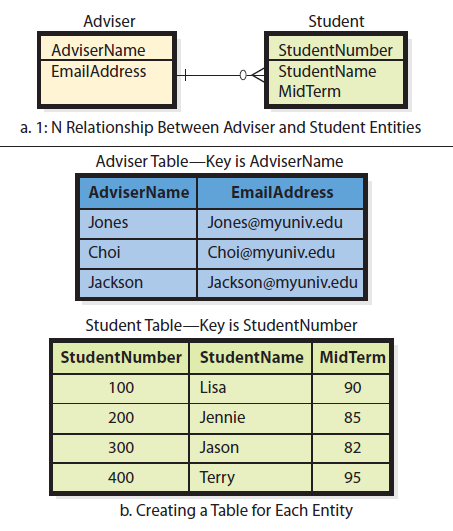 Adviser Student
AdviserName StudentNumber
EmailAddress StudentName
MidTerm
a. 1: N Relationship Between Adviser and Student Entities
Adviser Table—Key is AdviserName
AdviserName EmailAddress
Jones Jones@myuniv.edu
Choi Choi@myuniv.edu
Jackson Jackson@myuniv.edu
Student Table—Key is StudentNumber
StudentNumber StudentName MidTerm
100 Lisa 90
200 Jennie 85
300 Jason 82
400 Terry 95
b. Creating a Table for Each Entity